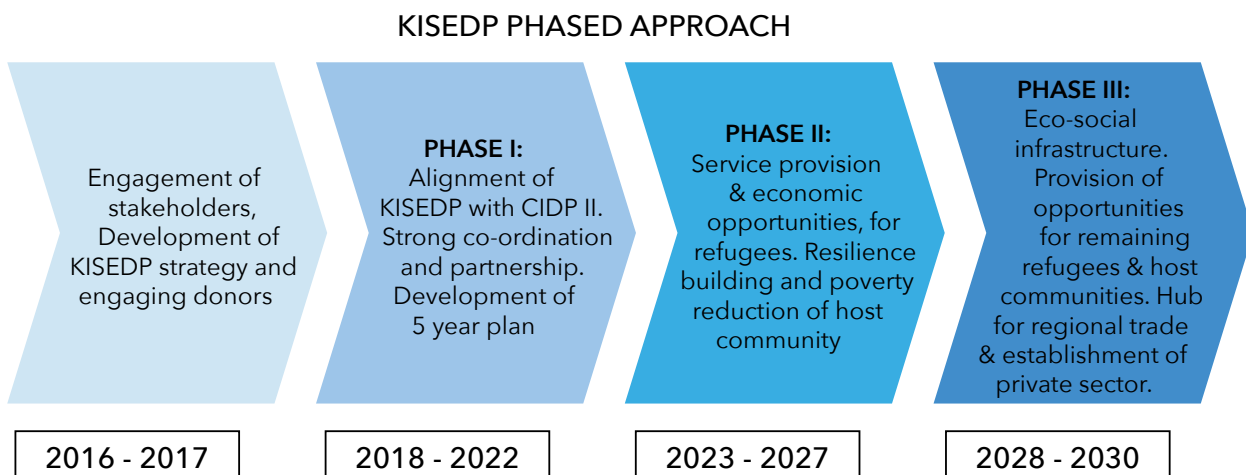 KISEDP PHASED APPROACH
Engagement of
stakeholders,
Development of
KISEDP strategy and
engaging donors
PHASE I:
Alignment of
KISEDP with CIDP II.
Strong co-ordination
and partnership.
Development of
5 year plan
PHASE II:
Service provision
& economic
opportunities, for
refugees. Resilience
building and poverty
reduction of host
community
PHASE III:
Eco-social
infrastructure.
Provision of
opportunities
for remaining
refugees & host
communities. Hub
for regional trade
& establishment of
private sector.
2016 - 2017
2018 - 2022
2023 - 2027
2028 - 2030